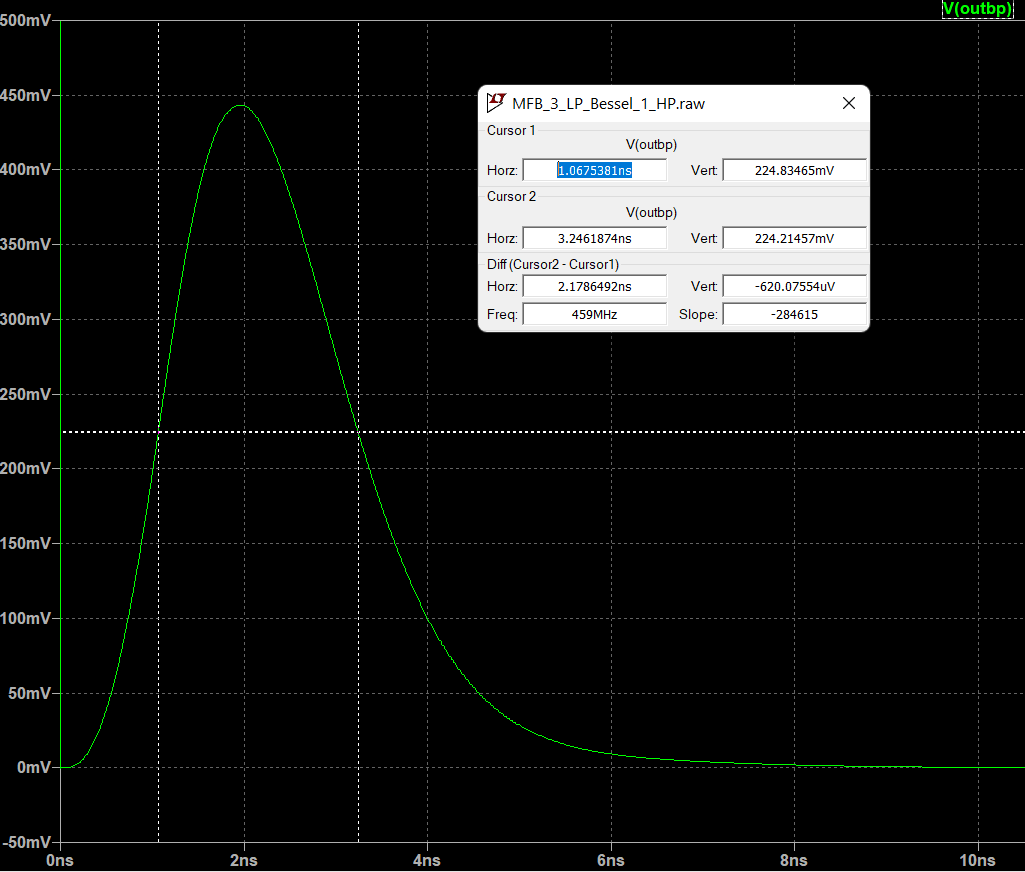 V(outbp)
500mV
450mV
400mV
350mV
300mV
250mV
200mV
150mV
100mV
50mV
0mV
-50mV
0ns 2ns 4ns 6ns 8ns 10ns
MFB_3_LP_Bessel_1_HP.raw
Cursor 1
V(outbp)
Horz: 1.0675381ns Vert: 224.83465mV
Cursor 2
V(outbp)
Horz: 3.2461874ns Vert: 224.21457mV
Diff (Cursor2 - Cursor1)
Horz: 2.1786492ns Vert: -620.07554uV
Freq: 459MHz Slope: -284615